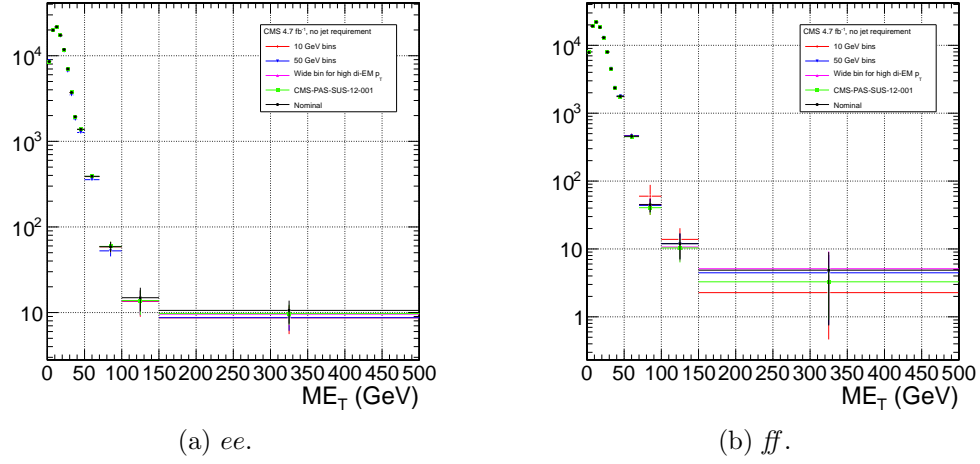 CMS 4.7 fb⁻¹, no jet requirement
10 GeV bins
50 GeV bins
Wide bin for high di-EM p_T
CMS-PAS-SUS-12-001
Nominal
10⁴
10³
10²
10
0 50 100 150 200 250 300 350 400 450 500
ME_T (GeV)
(a) ee.
CMS 4.7 fb⁻¹, no jet requirement
10 GeV bins
50 GeV bins
Wide bin for high di-EM p_T
CMS-PAS-SUS-12-001
Nominal
10⁴
10³
10²
10
1
0 50 100 150 200 250 300 350 400 450 500
ME_T (GeV)
(b) ff.